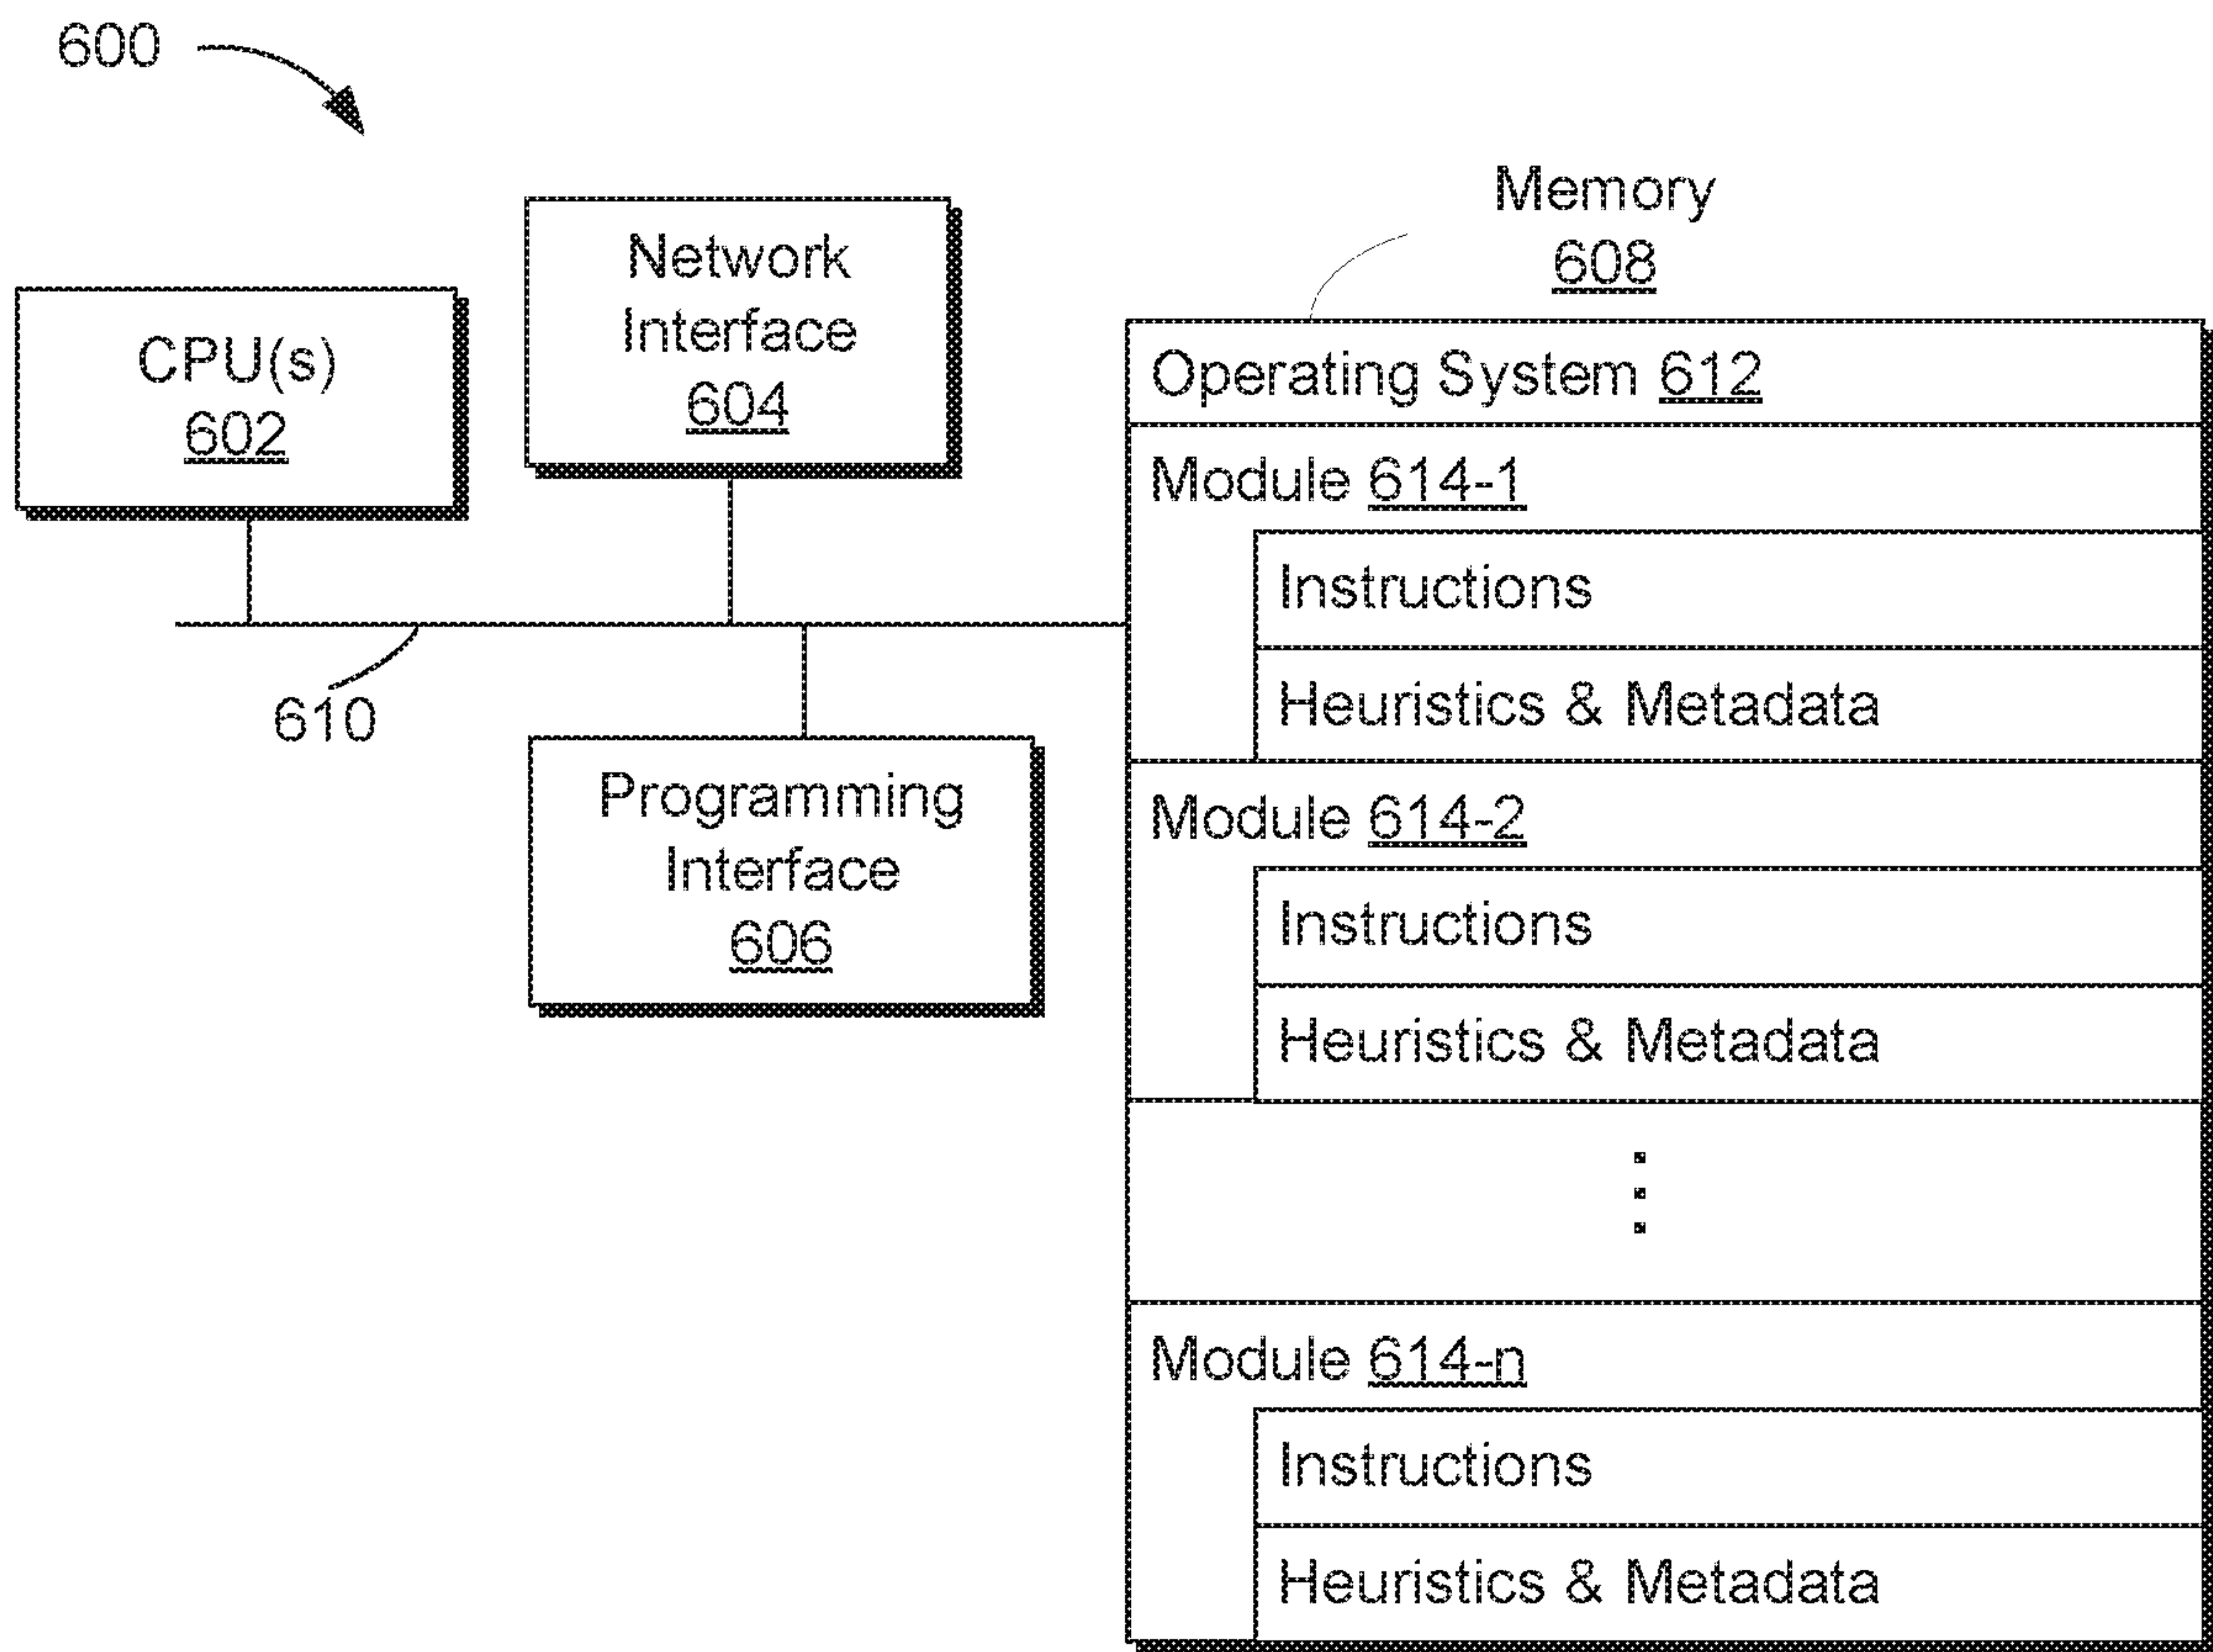 600
Network
Interface
604
CPU(s)
602
610
Programming
Interface
606
Memory
608
Operating System 612
Module 614-1
Instructions
Heuristics & Metadata
Module 614-2
Instructions
Heuristics & Metadata
Module 614-n
Instructions
Heuristics & Metadata